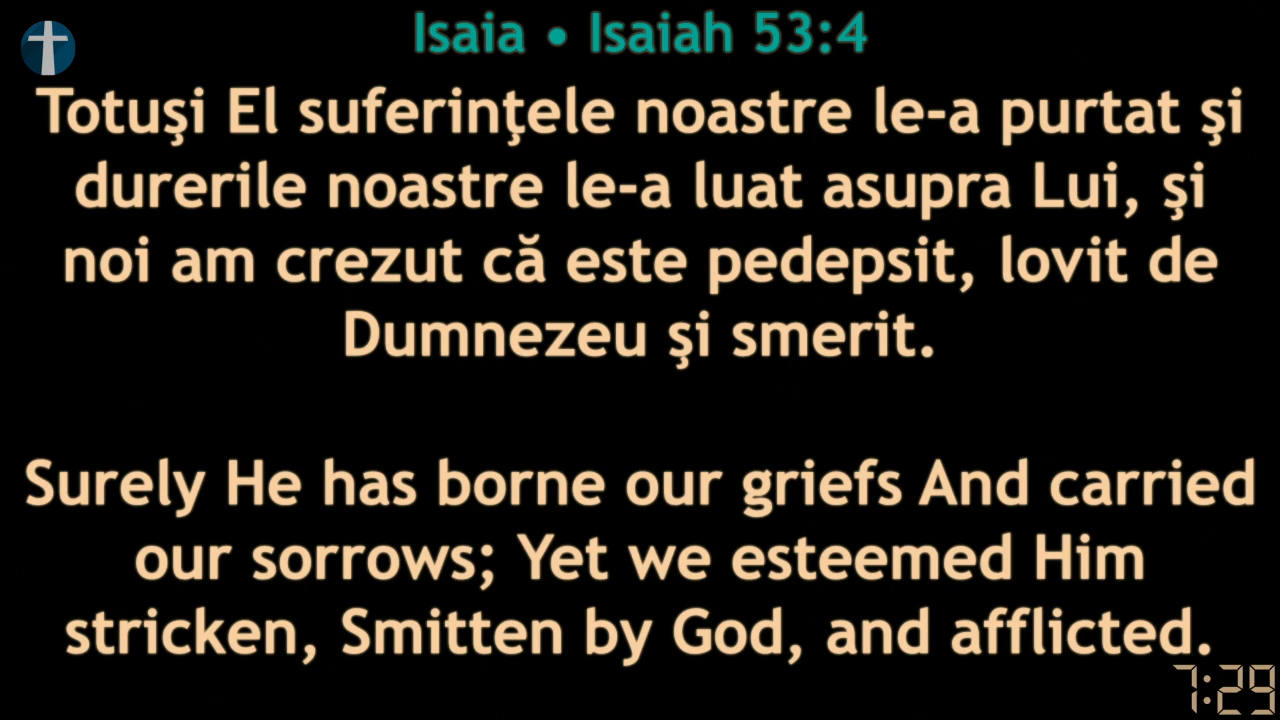 Isaia • Isaiah 53:4
Totuşi El suferinţele noastre le-a purtat şi
durerile noastre le-a luat asupra Lui, şi
noi am crezut că este pedepsit, lovit de
Dumnezeu şi smerit.
Surely He has borne our griefs And carried
our sorrows; Yet we esteemed Him
stricken, Smitten by God, and afflicted.
7:29